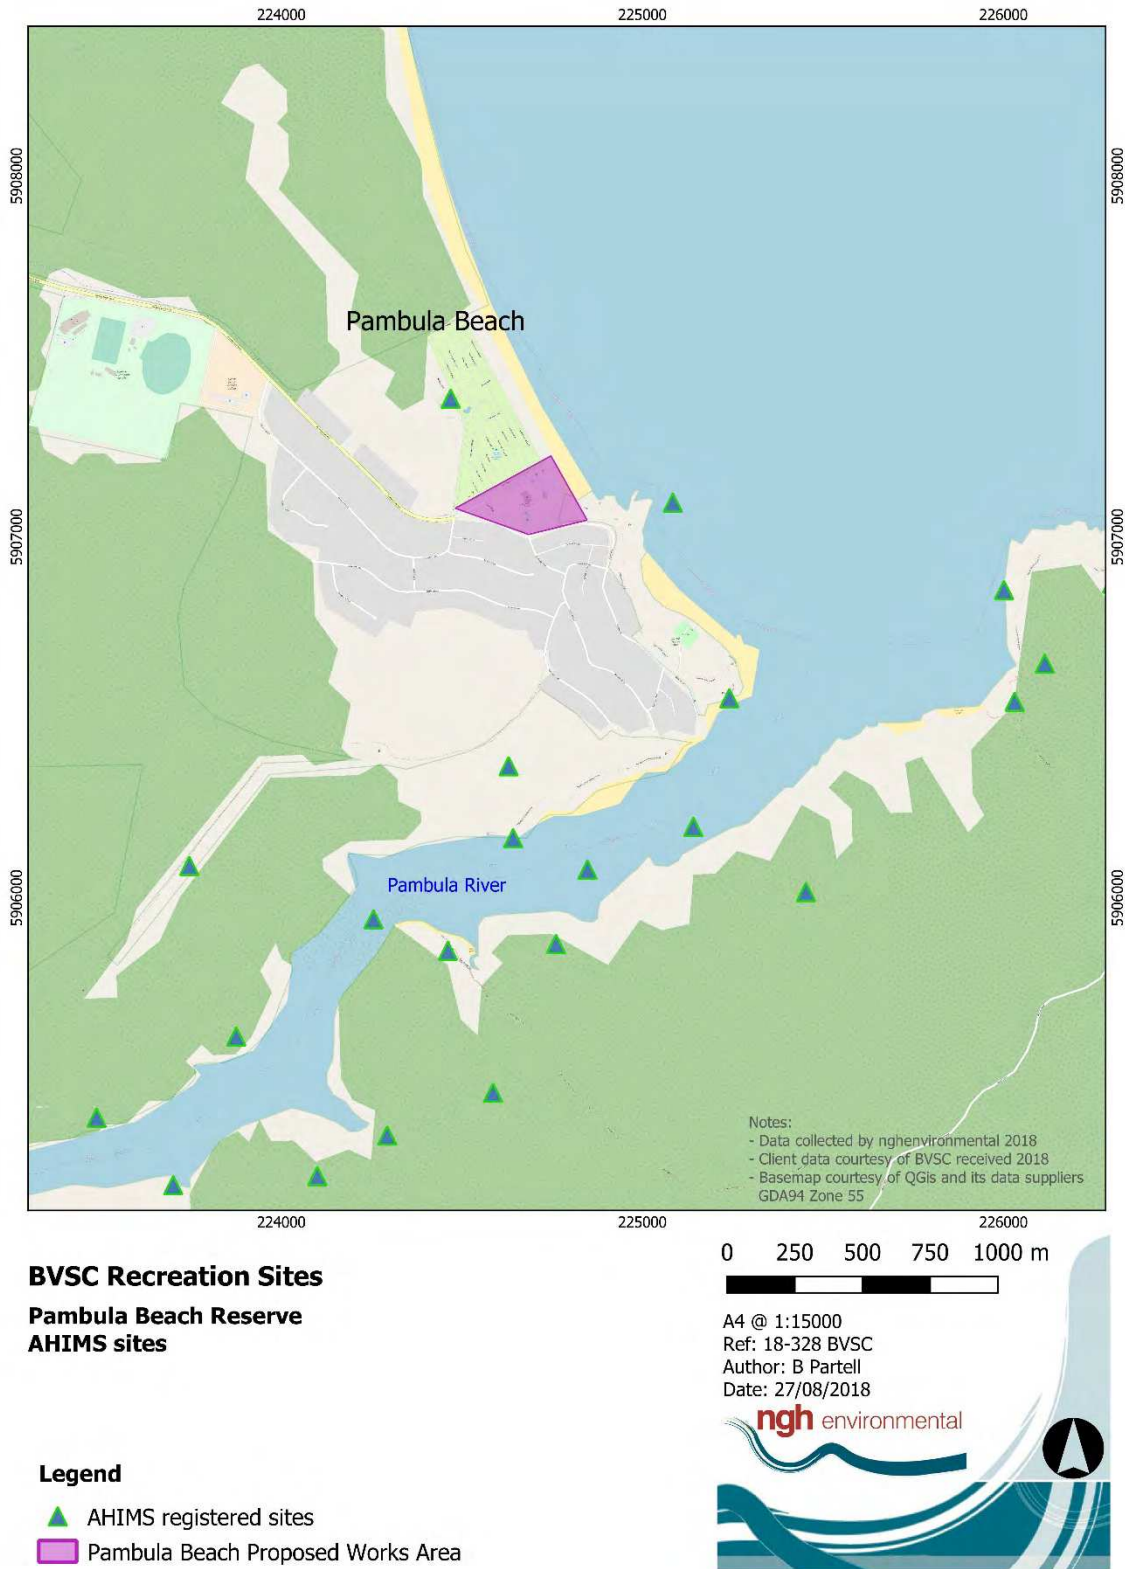 224000
225000
226000
5908000
5908000
Pambula Beach
5907000
5907000
5906000
5906000
Pambula River
Notes:
- Data collected by nghenvironmental 2018
- Client data courtesy of BVSC received 2018
- Basemap courtesy of QGis and its data suppliers
GDA94 Zone 55
224000
225000
226000
BVSC Recreation Sites
Pambula Beach Reserve
AHIMS sites
0 250 500 750 1000 m
A4 @ 1:15000
Ref: 18-328 BVSC
Author: B Partell
Date: 27/08/2018
ngh environmental
Legend
AHIMS registered sites
Pambula Beach Proposed Works Area